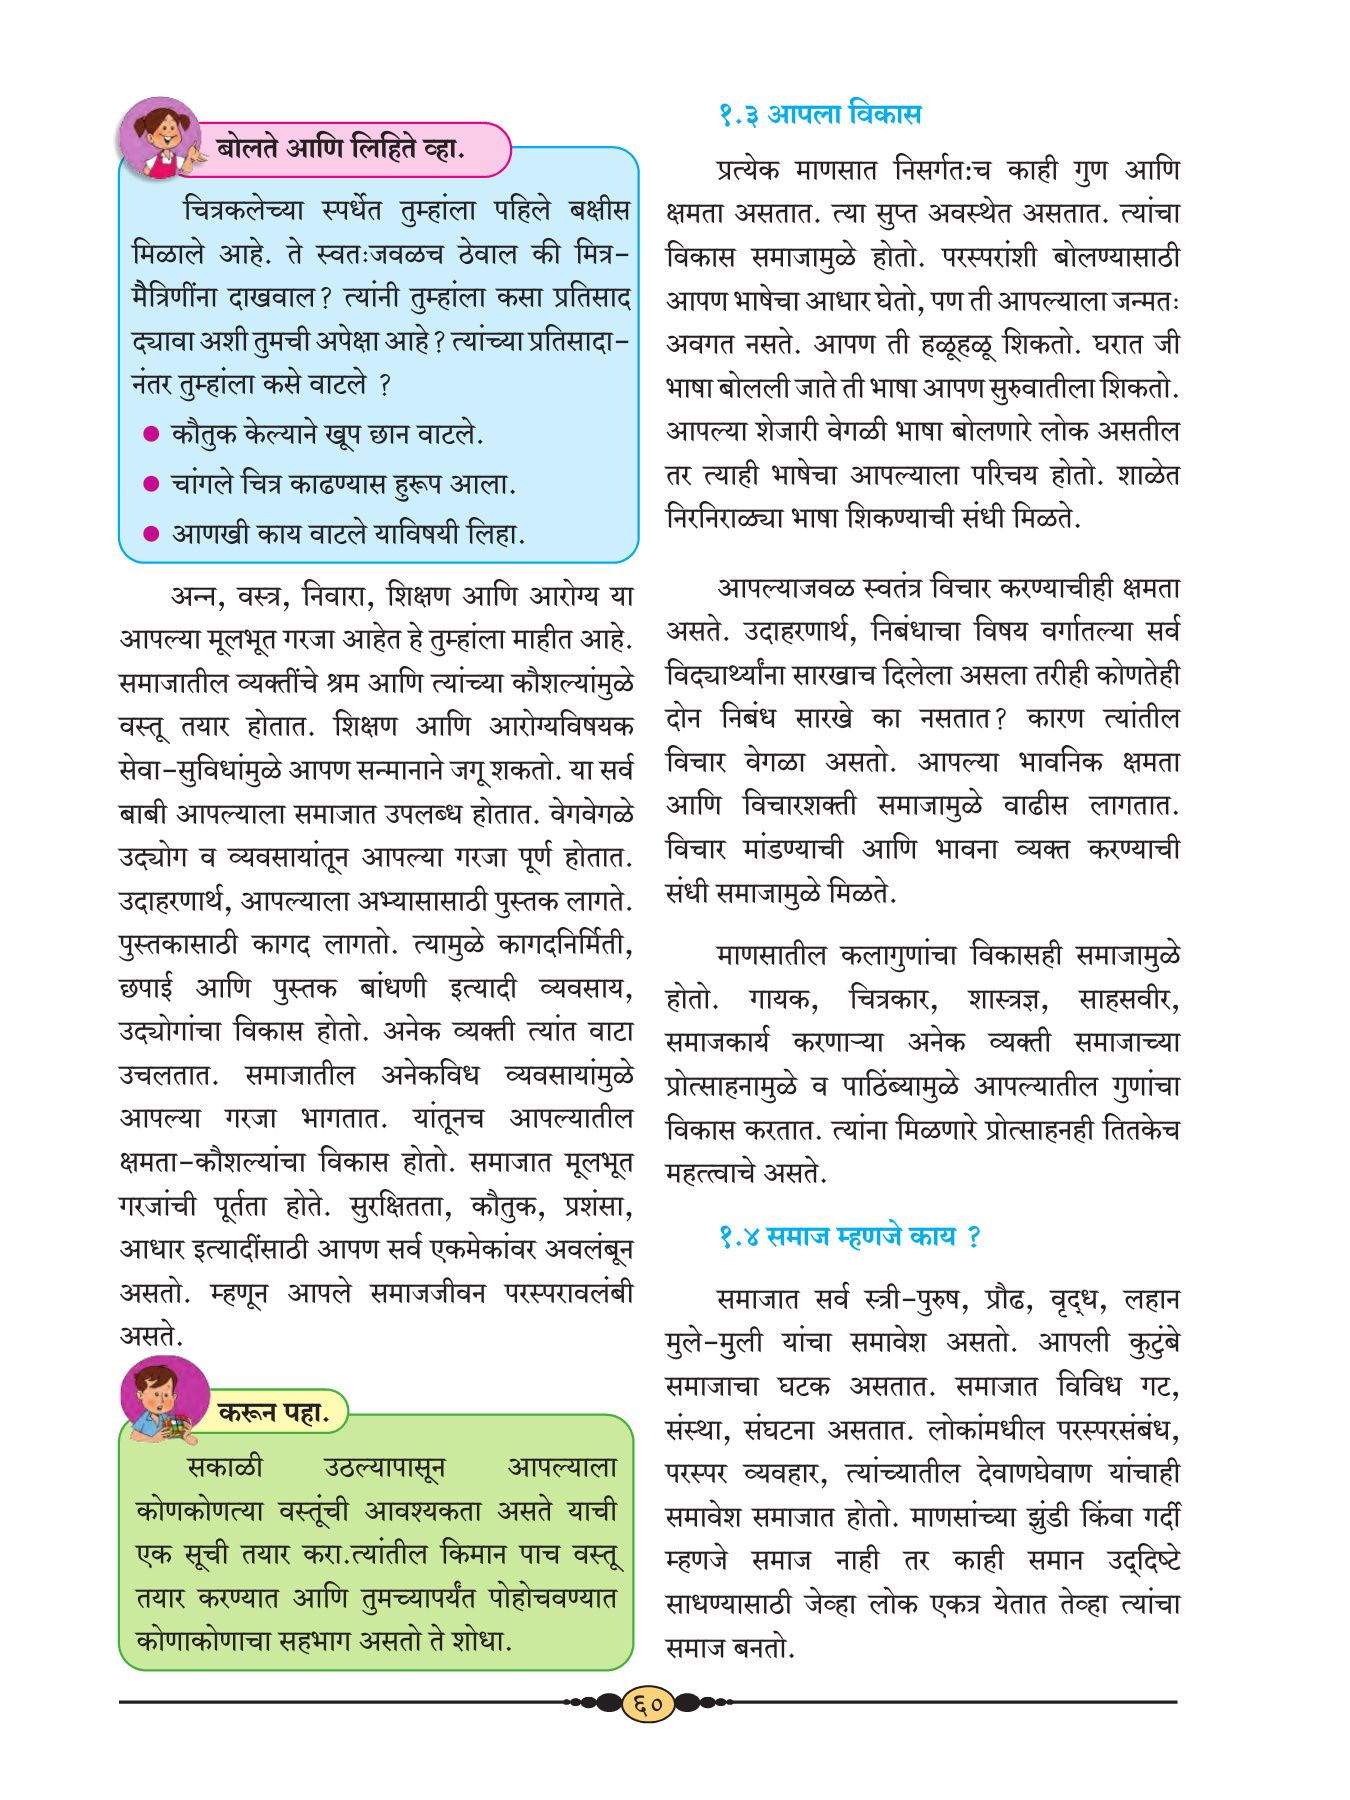 बोलते आणि लिहिते व्हा.
चित्रकलेच्या स्पर्धेत तुम्हांला पहिले बक्षीस
मिळाले आहे. ते स्वतःजवळच ठेवाल की मित्र-
मैत्रिणींना दाखवाल? त्यांनी तुम्हांला कसा प्रतिसाद
द्यावा अशी तुमची अपेक्षा आहे? त्यांच्या प्रतिसादा-
नंतर तुम्हांला कसे वाटले ?
● कौतुक केल्याने खूप छान वाटले.
● चांगले चित्र काढण्यास हुरूप आला.
● आणखी काय वाटले याविषयी लिहा.
अन्न, वस्त्र, निवारा, शिक्षण आणि आरोग्य या
आपल्या मूलभूत गरजा आहेत हे तुम्हांला माहीत आहे.
समाजातील व्यक्तींचे श्रम आणि त्यांच्या कौशल्यांमुळे
वस्तू तयार होतात. शिक्षण आणि आरोग्यविषयक
सेवा-सुविधांमुळे आपण सन्मानाने जगू शकतो. या सर्व
बाबी आपल्याला समाजात उपलब्ध होतात. वेगवेगळे
उद्योग व व्यवसायांतून आपल्या गरजा पूर्ण होतात.
उदाहरणार्थ, आपल्याला अभ्यासासाठी पुस्तक लागते.
पुस्तकासाठी कागद लागतो. त्यामुळे कागदनिर्मिती,
छपाई आणि पुस्तक बांधणी इत्यादी व्यवसाय,
उद्योगांचा विकास होतो. अनेक व्यक्ती त्यांत वाटा
उचलतात. समाजातील अनेकविध व्यवसायांमुळे
आपल्या गरजा भागतात. यांतूनच आपल्यातील
क्षमता-कौशल्यांचा विकास होतो. समाजात मूलभूत
गरजांची पूर्तता होते. सुरक्षितता, कौतुक, प्रशंसा,
आधार इत्यादींसाठी आपण सर्व एकमेकांवर अवलंबून
असतो. म्हणून आपले समाजजीवन परस्परावलंबी
असते.
करून पहा.
सकाळी उठल्यापासून आपल्याला
कोणकोणत्या वस्तूंची आवश्यकता असते याची
एक सूची तयार करा.त्यांतील किमान पाच वस्तू
तयार करण्यात आणि तुमच्यापर्यंत पोहोचवण्यात
कोणाकोणाचा सहभाग असतो ते शोधा.
१.३ आपला विकास
प्रत्येक माणसात निसर्गत:च काही गुण आणि
क्षमता असतात. त्या सुप्त अवस्थेत असतात. त्यांचा
विकास समाजामुळे होतो. परस्परांशी बोलण्यासाठी
आपण भाषेचा आधार घेतो, पण ती आपल्याला जन्मतः
अवगत नसते. आपण ती हळूहळू शिकतो. घरात जी
भाषा बोलली जाते ती भाषा आपण सुरुवातीला शिकतो.
आपल्या शेजारी वेगळी भाषा बोलणारे लोक असतील
तर त्याही भाषेचा आपल्याला परिचय होतो. शाळेत
निरनिराळ्या भाषा शिकण्याची संधी मिळते.
आपल्याजवळ स्वतंत्र विचार करण्याचीही क्षमता
असते. उदाहरणार्थ, निबंधाचा विषय वर्गातल्या सर्व
विद्यार्थ्यांना सारखाच दिलेला असला तरीही कोणतेही
दोन निबंध सारखे का नसतात? कारण त्यांतील
विचार वेगळा असतो. आपल्या भावनिक क्षमता
आणि विचारशक्ती समाजामुळे वाढीस लागतात.
विचार मांडण्याची आणि भावना व्यक्त करण्याची
संधी समाजामुळे मिळते.
माणसातील कलागुणांचा विकासही समाजामुळे
होतो. गायक, चित्रकार, शास्त्रज्ञ, साहसवीर,
समाजकार्य करणाऱ्या अनेक व्यक्ती समाजाच्या
प्रोत्साहनामुळे व पाठिंब्यामुळे आपल्यातील गुणांचा
विकास करतात. त्यांना मिळणारे प्रोत्साहनही तितकेच
महत्त्वाचे असते.
१.४ समाज म्हणजे काय ?
समाजात सर्व स्त्री-पुरुष, प्रौढ, वृद्ध, लहान
मुले-मुली यांचा समावेश असतो. आपली कुटुंबे
समाजाचा घटक असतात. समाजात विविध गट,
संस्था, संघटना असतात. लोकांमधील परस्परसंबंध,
परस्पर व्यवहार, त्यांच्यातील देवाणघेवाण यांचाही
समावेश समाजात होतो. माणसांच्या झुंडी किंवा गर्दी
म्हणजे समाज नाही तर काही समान उद्दिष्टे
साधण्यासाठी जेव्हा लोक एकत्र येतात तेव्हा त्यांचा
समाज बनतो.
६०